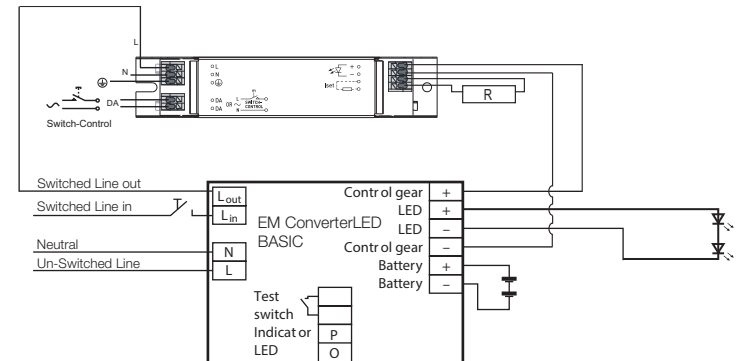 L
N
DA
Switch-Control
L
N
DA
DA
OR
L
N
SWITCH-
CONTROL
+
−
Iset
R
Switched Line out
Switched Line in
Neutral
Un-Switched Line
Lout
Lin
N
L
EM ConverterLED
BASIC
Control gear +
LED +
LED −
Control gear −
Battery +
Battery −
Test
switch
Indicator P
LED O